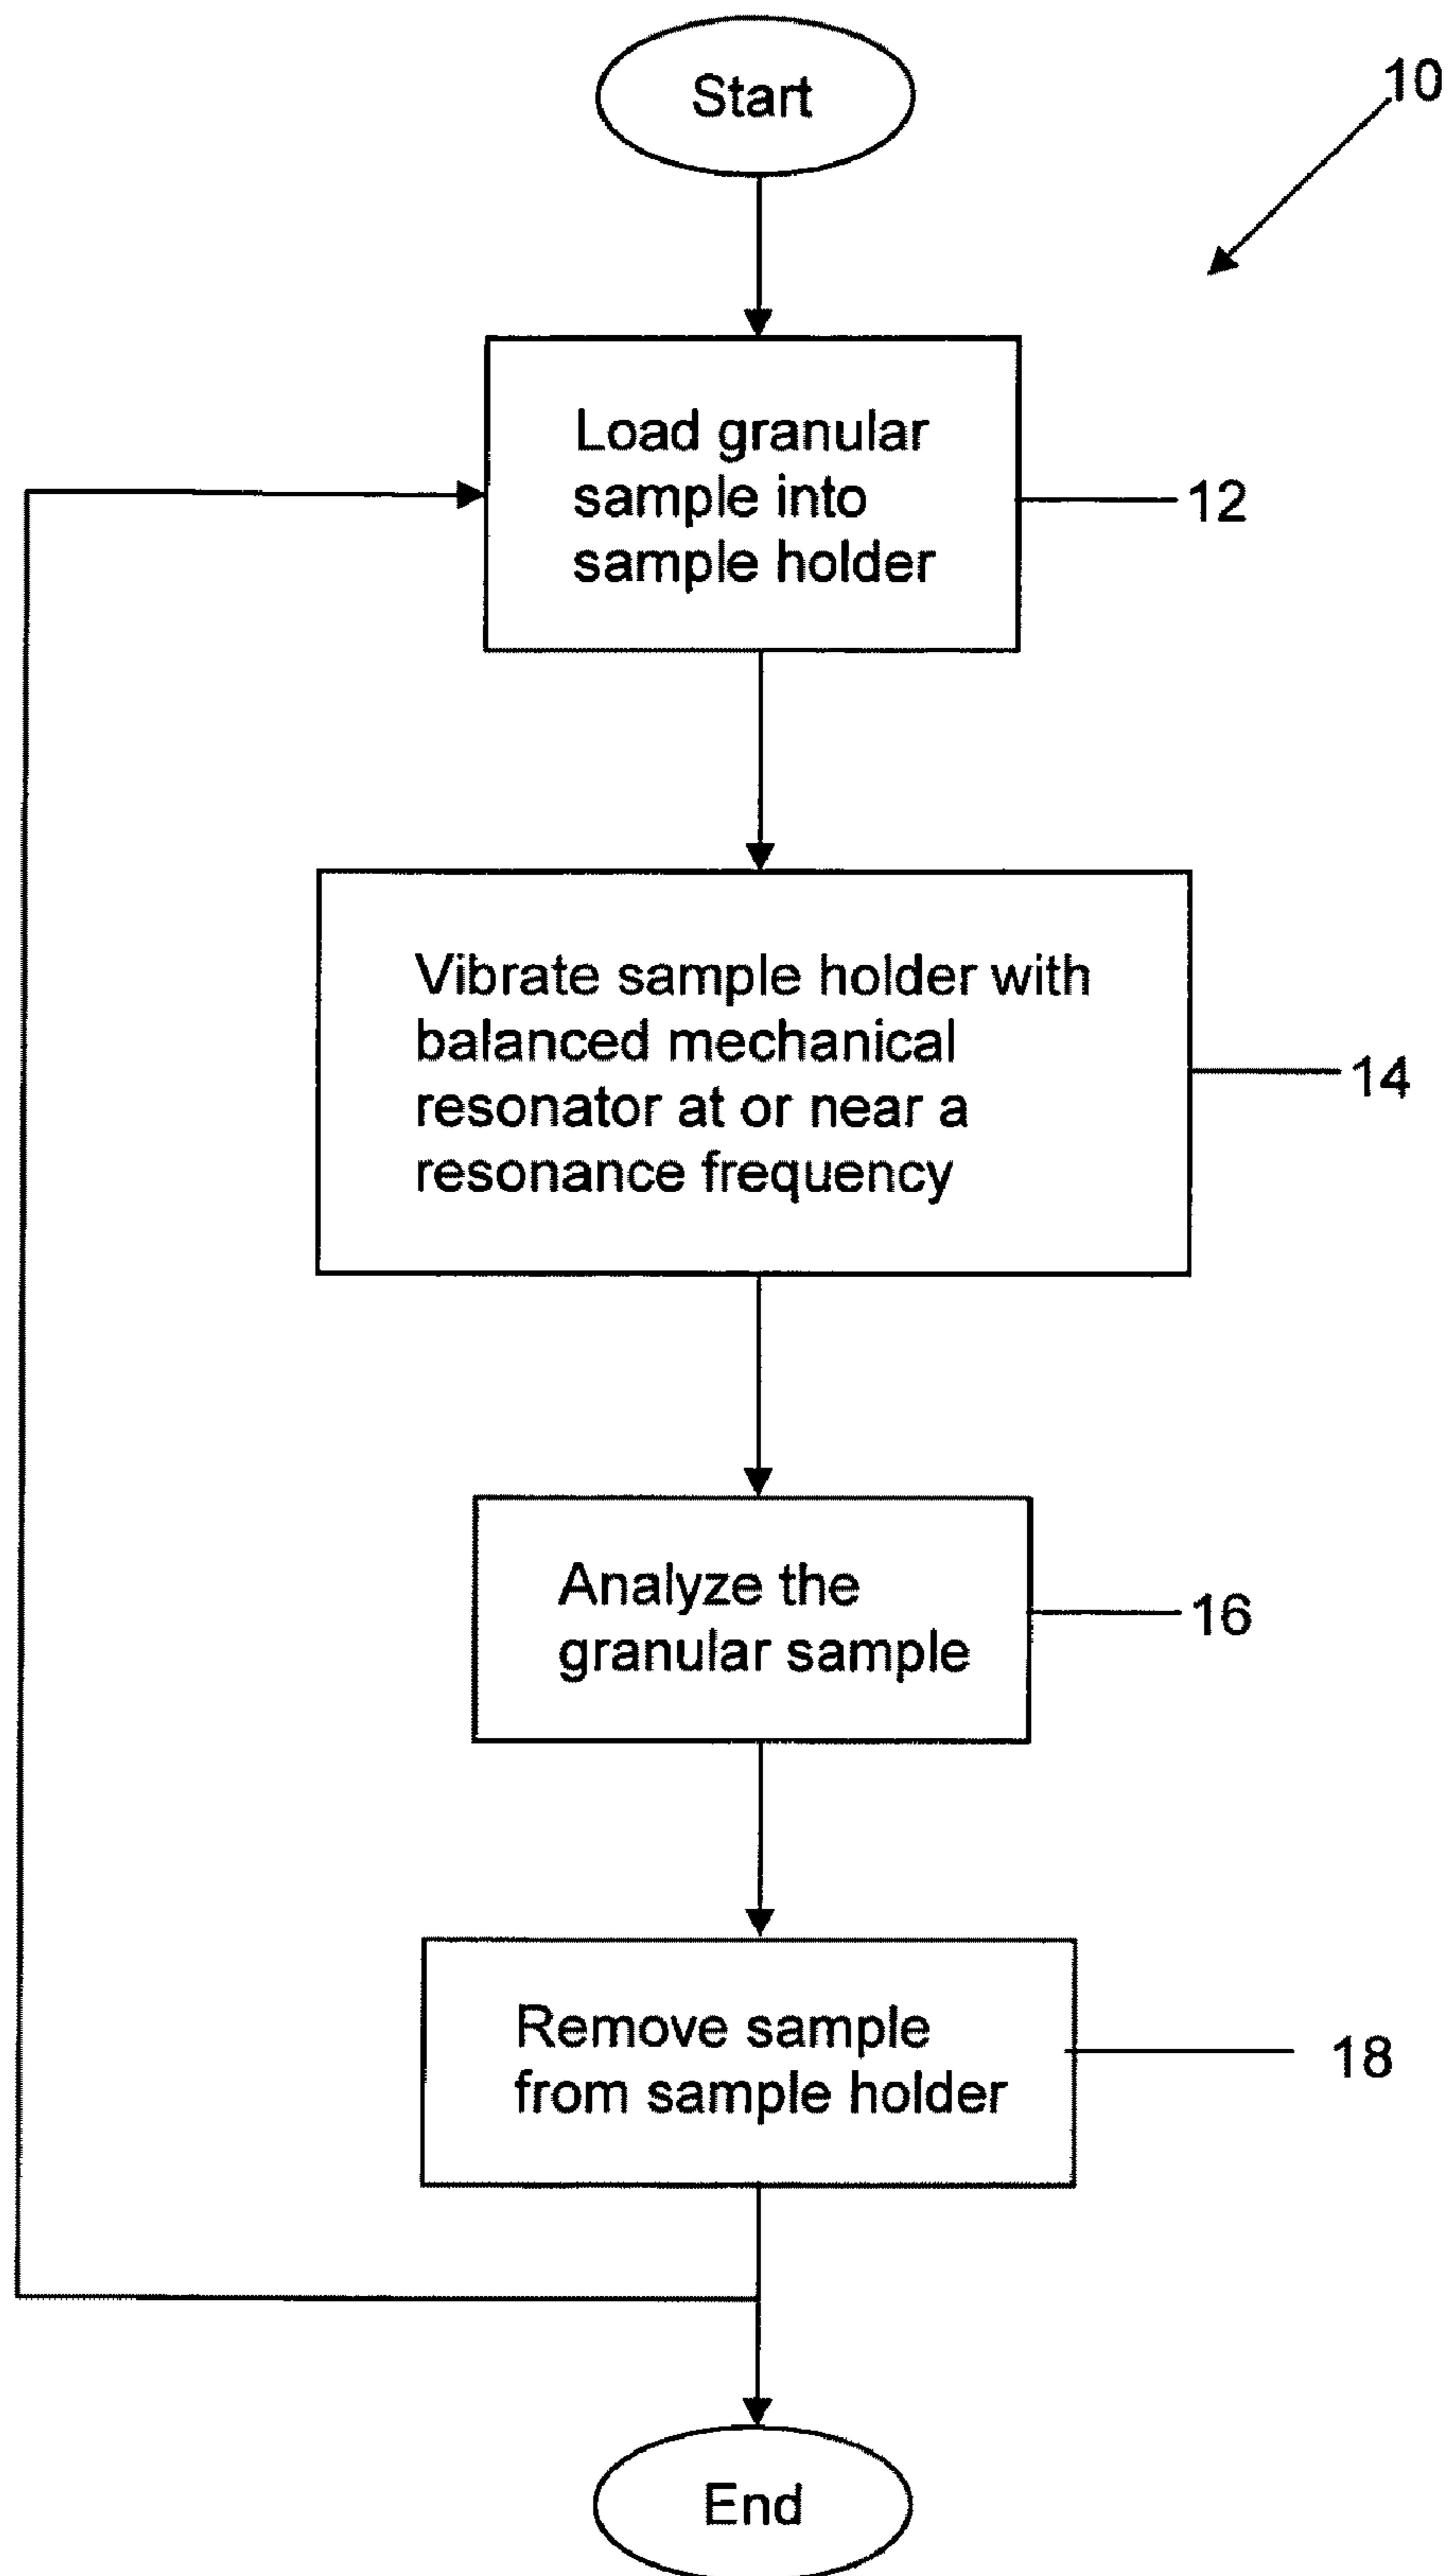 Start
10
Load granular
sample into
sample holder
12
Vibrate sample holder with
balanced mechanical
resonator at or near a
resonance frequency
14
Analyze the
granular sample
16
Remove sample
from sample holder
18
End